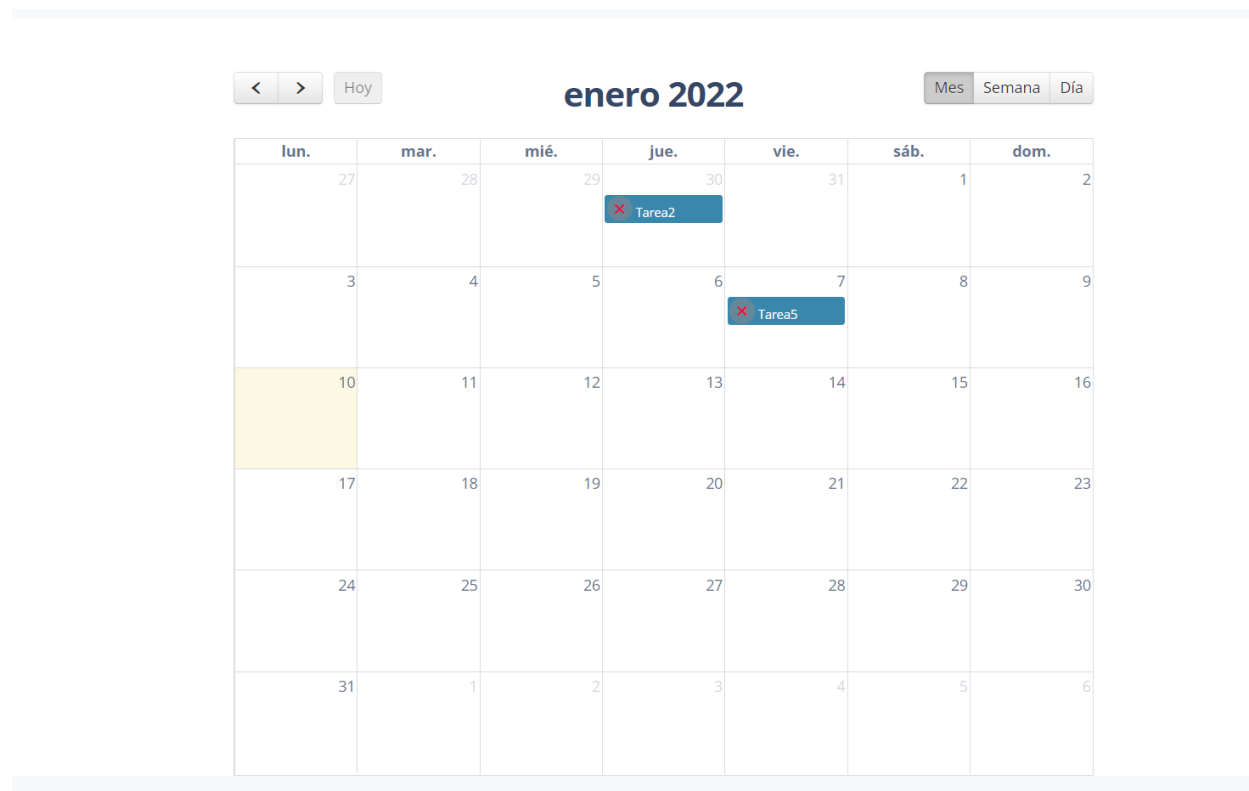 < > Hoy enero 2022 Mes Semana Día
lun. mar. mié. jue. vie. sáb. dom.
27 28 29 30 31 1 2
× Tarea2
3 4 5 6 7 8 9
× Tarea5
10 11 12 13 14 15 16
17 18 19 20 21 22 23
24 25 26 27 28 29 30
31 1 2 3 4 5 6